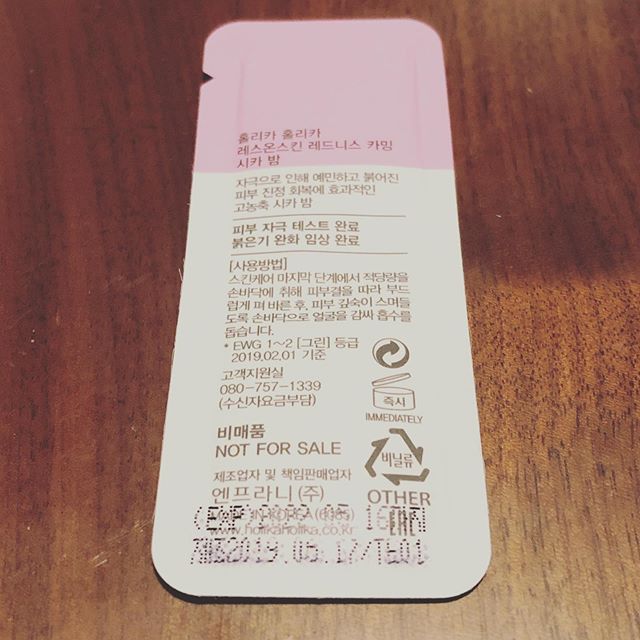 홀리카 홀리카
레스온스킨 레드니스 카밍
시카 밤
자극으로 인해 예민하고 붉어진
피부 진정 회복에 효과적인
고농축 시카 밤
피부 자극 테스트 완료
붉은기 완화 임상 완료
[사용방법]
스킨케어 마지막 단계에서 적당량을
손바닥에 취해 피부결을 따라 부드
럽게 펴 바른 후, 피부 깊숙이 스며들
도록 손바닥으로 얼굴을 감싸 흡수를
돕습니다.
* EWG 1~2 [그린] 등급
2019.02.01 기준
고객지원실
080-757-1339
(수신자요금부담)
즉시
IMMEDIATELY
비매품
NOT FOR SALE
비닐류
OTHER
제조업자 및 책임판매업자
엔프라니 (주)
IN KOREA
www.holikaholika.co.kr